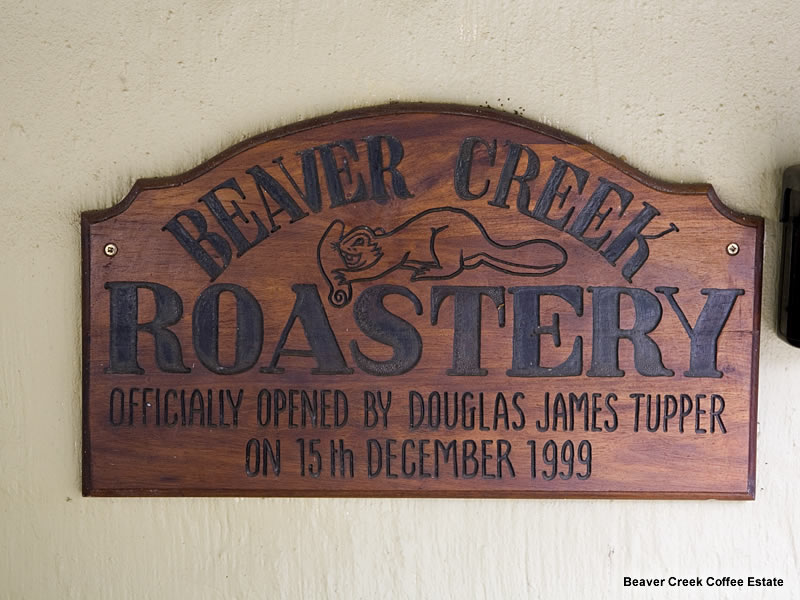 BEAVER CREEK
ROASTERY
OFFICIALLY OPENED BY DOUGLAS JAMES TUPPER
ON 15th DECEMBER 1999
Beaver Creek Coffee Estate